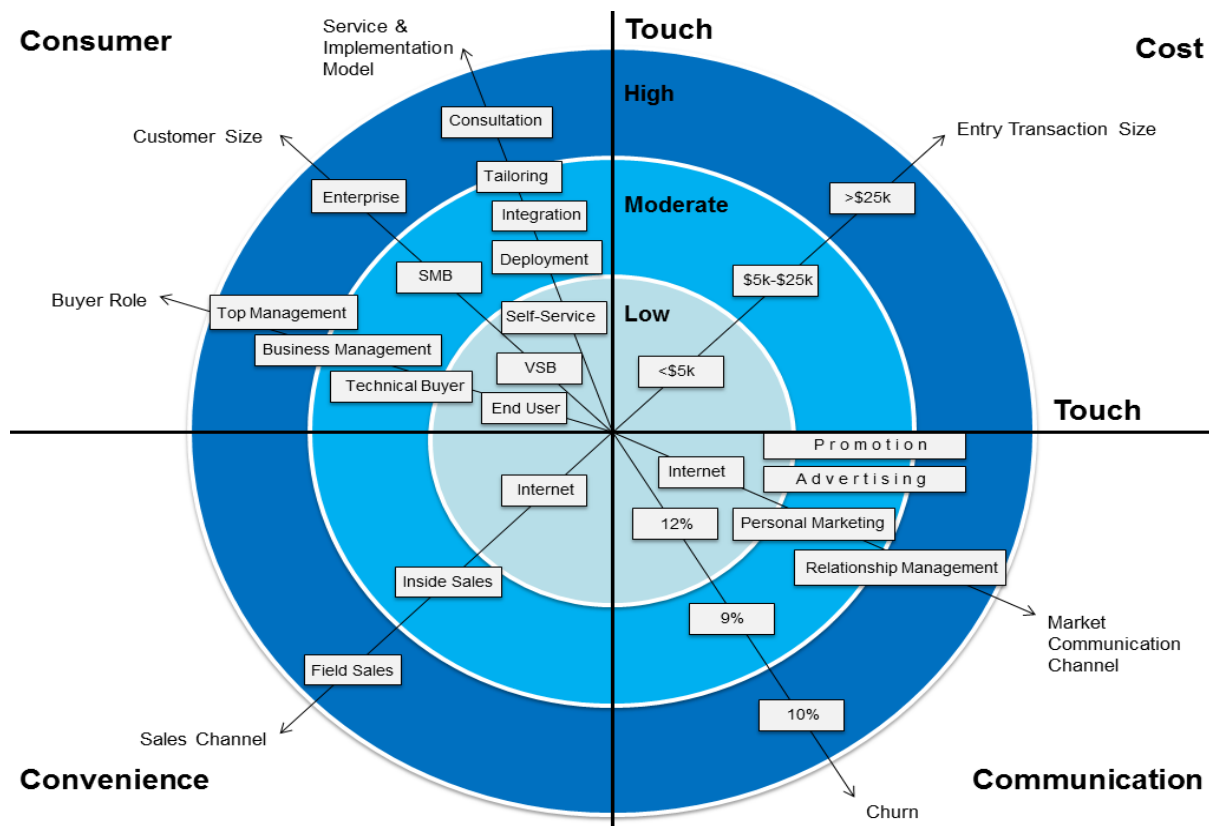 Consumer
Service &
Implementation
Model
Touch
Cost
High
Consultation
Customer Size
Entry Transaction Size
Tailoring
Enterprise
>$25k
Moderate
Integration
Deployment
SMB
$5k-$25k
Buyer Role
Top Management
Self-Service
Low
Business Management
VSB
<$5k
Technical Buyer
End User
Touch
Promotion
Internet
Advertising
Internet
12%
Personal Marketing
Inside Sales
Relationship Management
9%
Market
Communication
Channel
Field Sales
10%
Sales Channel
Convenience
Communication
Churn